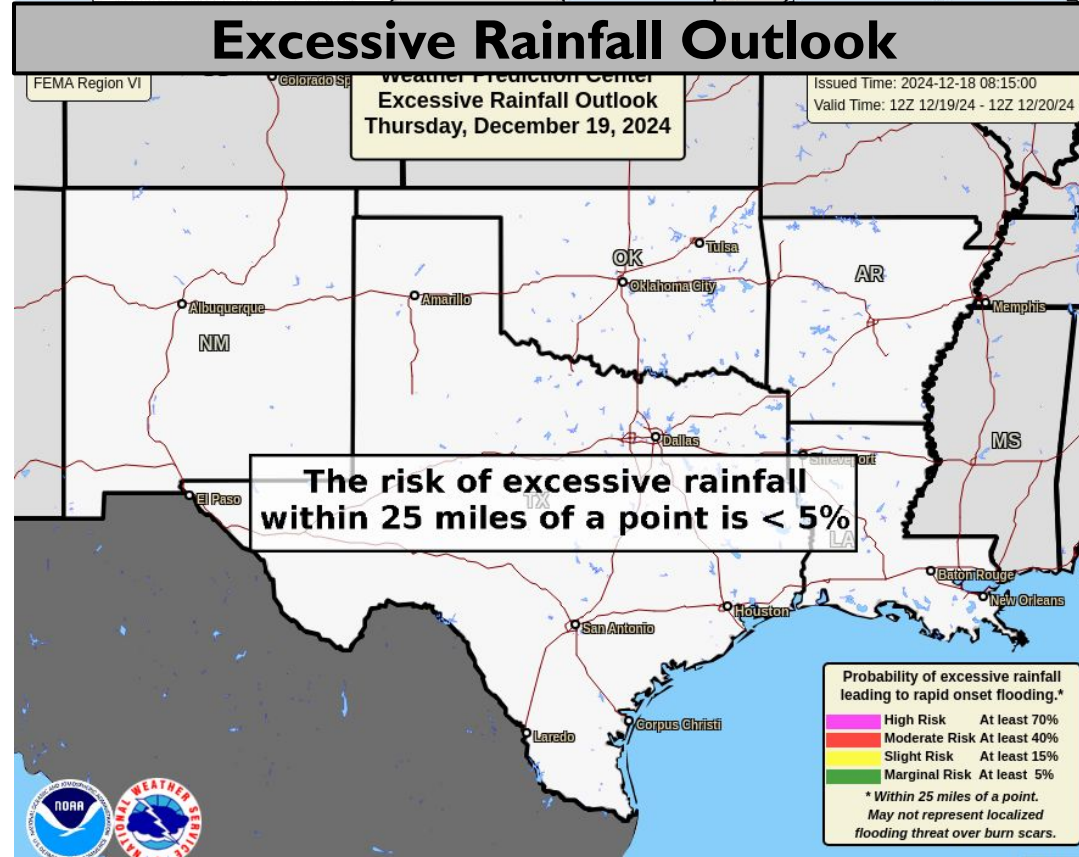 Excessive Rainfall Outlook
FEMA Region VI
Colorado Sp
Weather Prediction Center
Excessive Rainfall Outlook
Thursday, December 19, 2024
Issued Time: 2024-12-18 08:15:00
Valid Time: 12Z 12/19/24 - 12Z 12/20/24
Tulsa
OK
Oklahoma City
AR
Albuquerque
Amarillo
Memphis
NM
Dallas
MS
Shreveport
The risk of excessive rainfall
TX
within 25 miles of a point is < 5%
El Paso
LA
Baton Rouge
New Orleans
Houston
San Antonio
Corpus Christi
Laredo
Probability of excessive rainfall
leading to rapid onset flooding.*
High Risk At least 70%
Moderate Risk At least 40%
Slight Risk At least 15%
Marginal Risk At least 5%
* Within 25 miles of a point.
May not represent localized
flooding threat over burn scars.
NOAA
NATIONAL WEATHER SERVICE